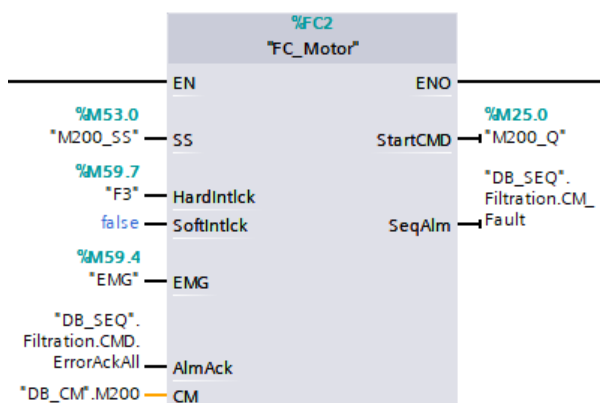 %FC2
"FC_Motor"
EN
ENO
%M53.0
"M200_SS"
SS
%M25.0
StartCMD
"M200_Q"
%M59.7
"F3"
HardIntlck
false
SoftIntlck
"DB_SEQ".
Filtration.CM_
Fault
SeqAlm
%M59.4
"EMG"
EMG
"DB_SEQ".
Filtration.CMD.
ErrorAckAll
AlmAck
"DB_CM".M200
CM